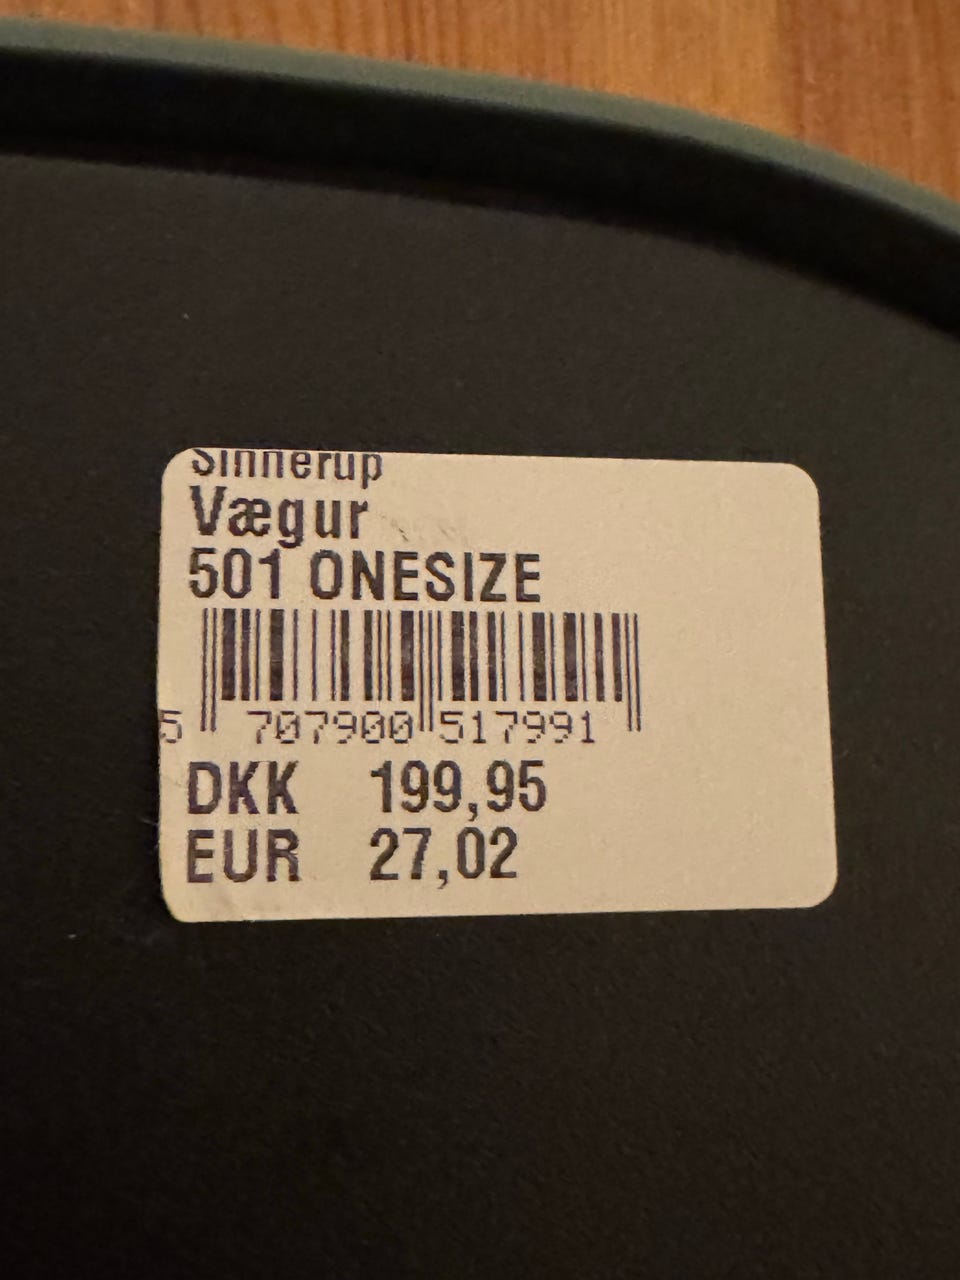 Sinnerup
Vægur
501 ONESIZE
5 707900 517991
DKK 199,95
EUR 27,02